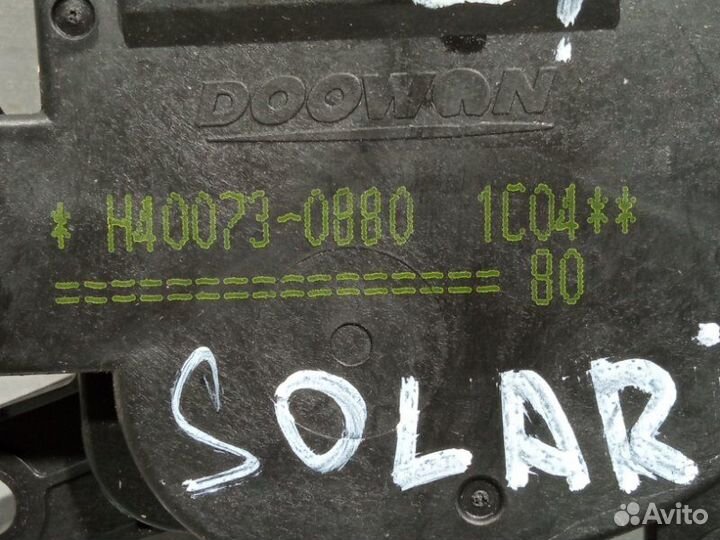 DOOWON
* H40073-0880 1C04**
================ 80
SOLAR
Avito